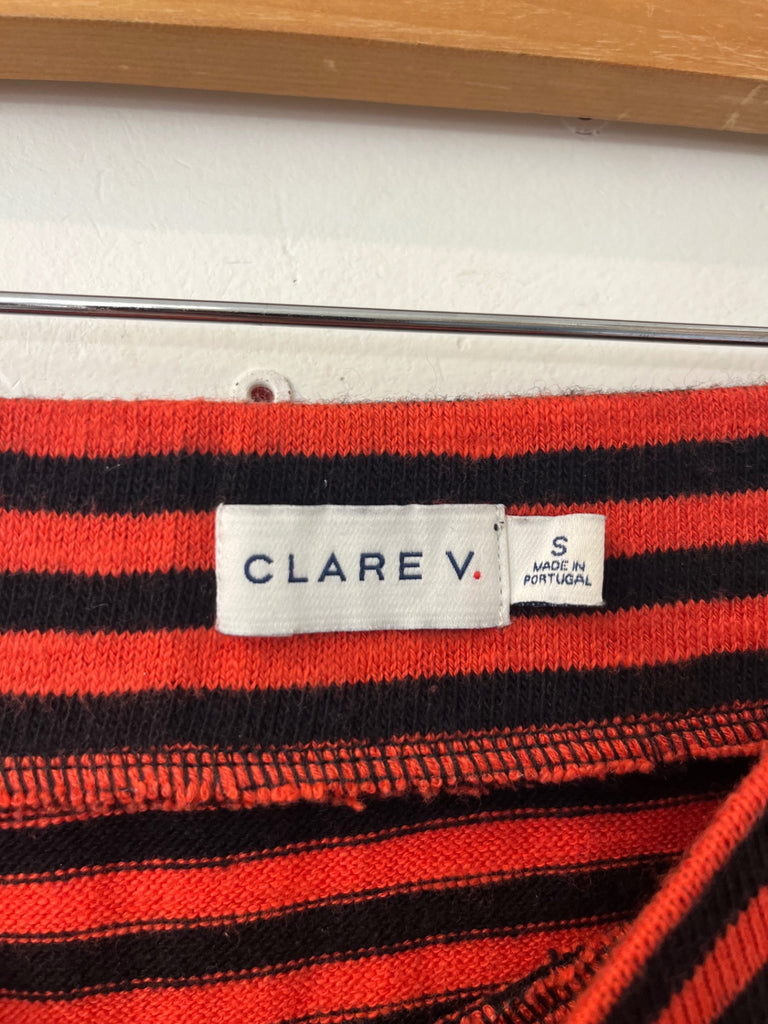 CLARE V.
S
MADE IN
PORTUGAL